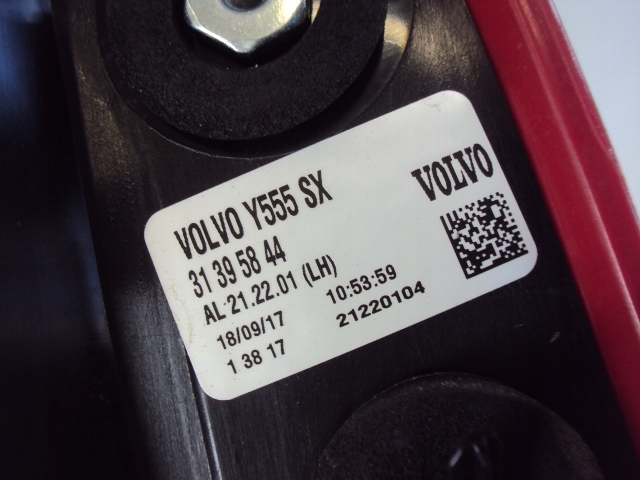 VOLVO
VOLVO Y555 SX
31 39 58 44
AL 21.22.01 (LH)
18/09/17 10:53:59
1 38 17 21220104